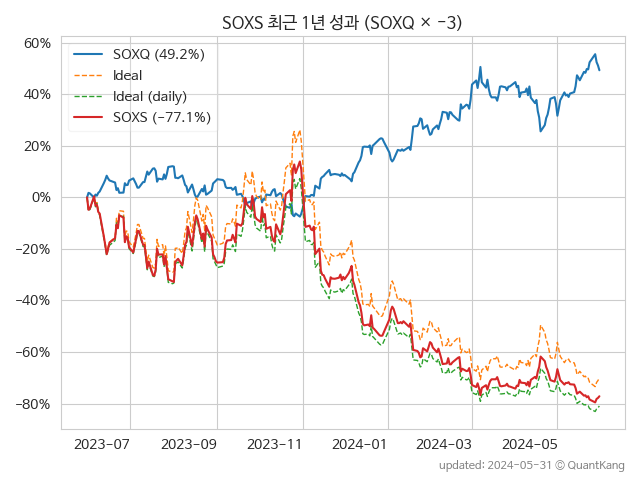 SOXS 최근 1년 성과 (SOXQ × −3)
60%
40%
20%
0%
−20%
−40%
−60%
−80%
SOXQ (49.2%)
Ideal
Ideal (daily)
SOXS (−77.1%)
2023-07
2023-09
2023-11
2024-01
2024-03
2024-05
updated: 2024-05-31 © QuantKang